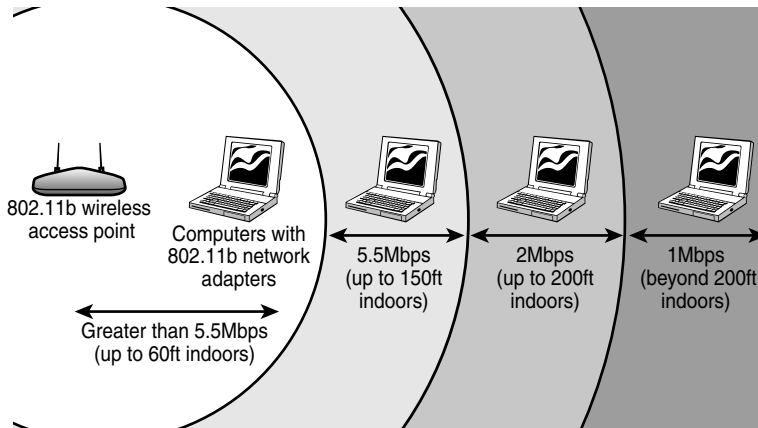 802.11b wireless
access point
Computers with
802.11b network
adapters
Greater than 5.5Mbps
(up to 60ft indoors)
5.5Mbps
(up to 150ft
indoors)
2Mbps
(up to 200ft
indoors)
1Mbps
(beyond 200ft
indoors)